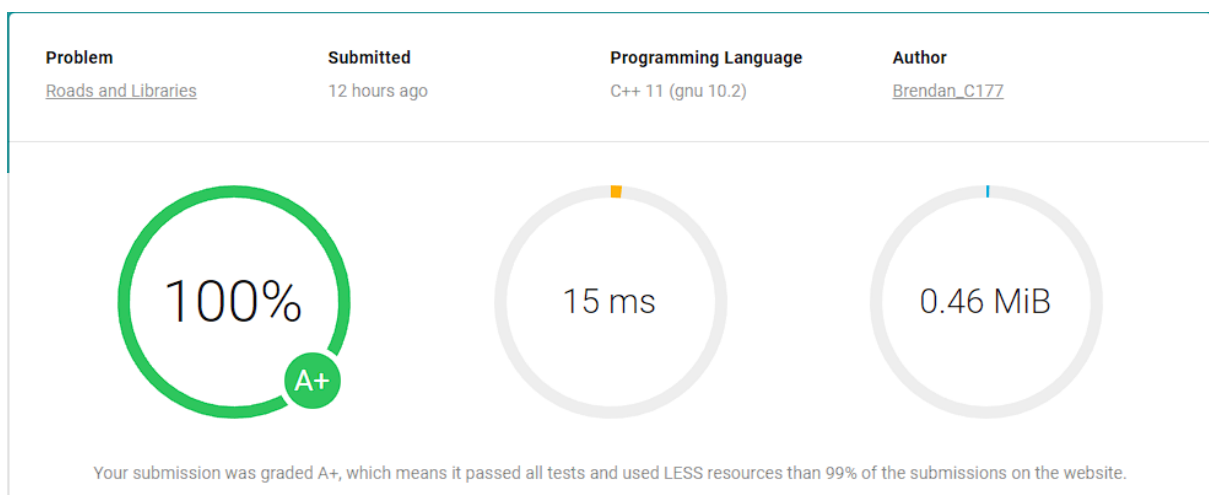 Problem Submitted Programming Language Author
Roads and Libraries 12 hours ago C++ 11 (gnu 10.2) Brendan_C177
100% 15 ms 0.46 MiB
A+
Your submission was graded A+, which means it passed all tests and used LESS resources than 99% of the submissions on the website.